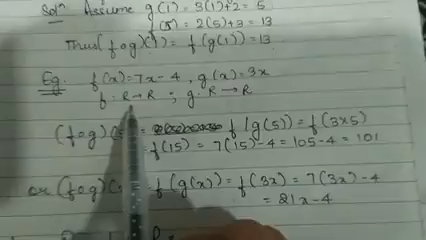 Solⁿ Assume g(1) = 3(1)+2 = 5
f(5) = 2(5)+3 = 13
Thus (fog)(1) = f(g(1)) = 13
Eg. f(x)=7x-4, g(x)=3x
f: R→R ; g: R→R
(fog)(5) = f(g(5)) = f(3x5)
= f(15) = 7(15)-4 = 105-4 = 101
or (fog)( = f(g(x)) = f(3x) = 7(3x)-4
= 21x-4